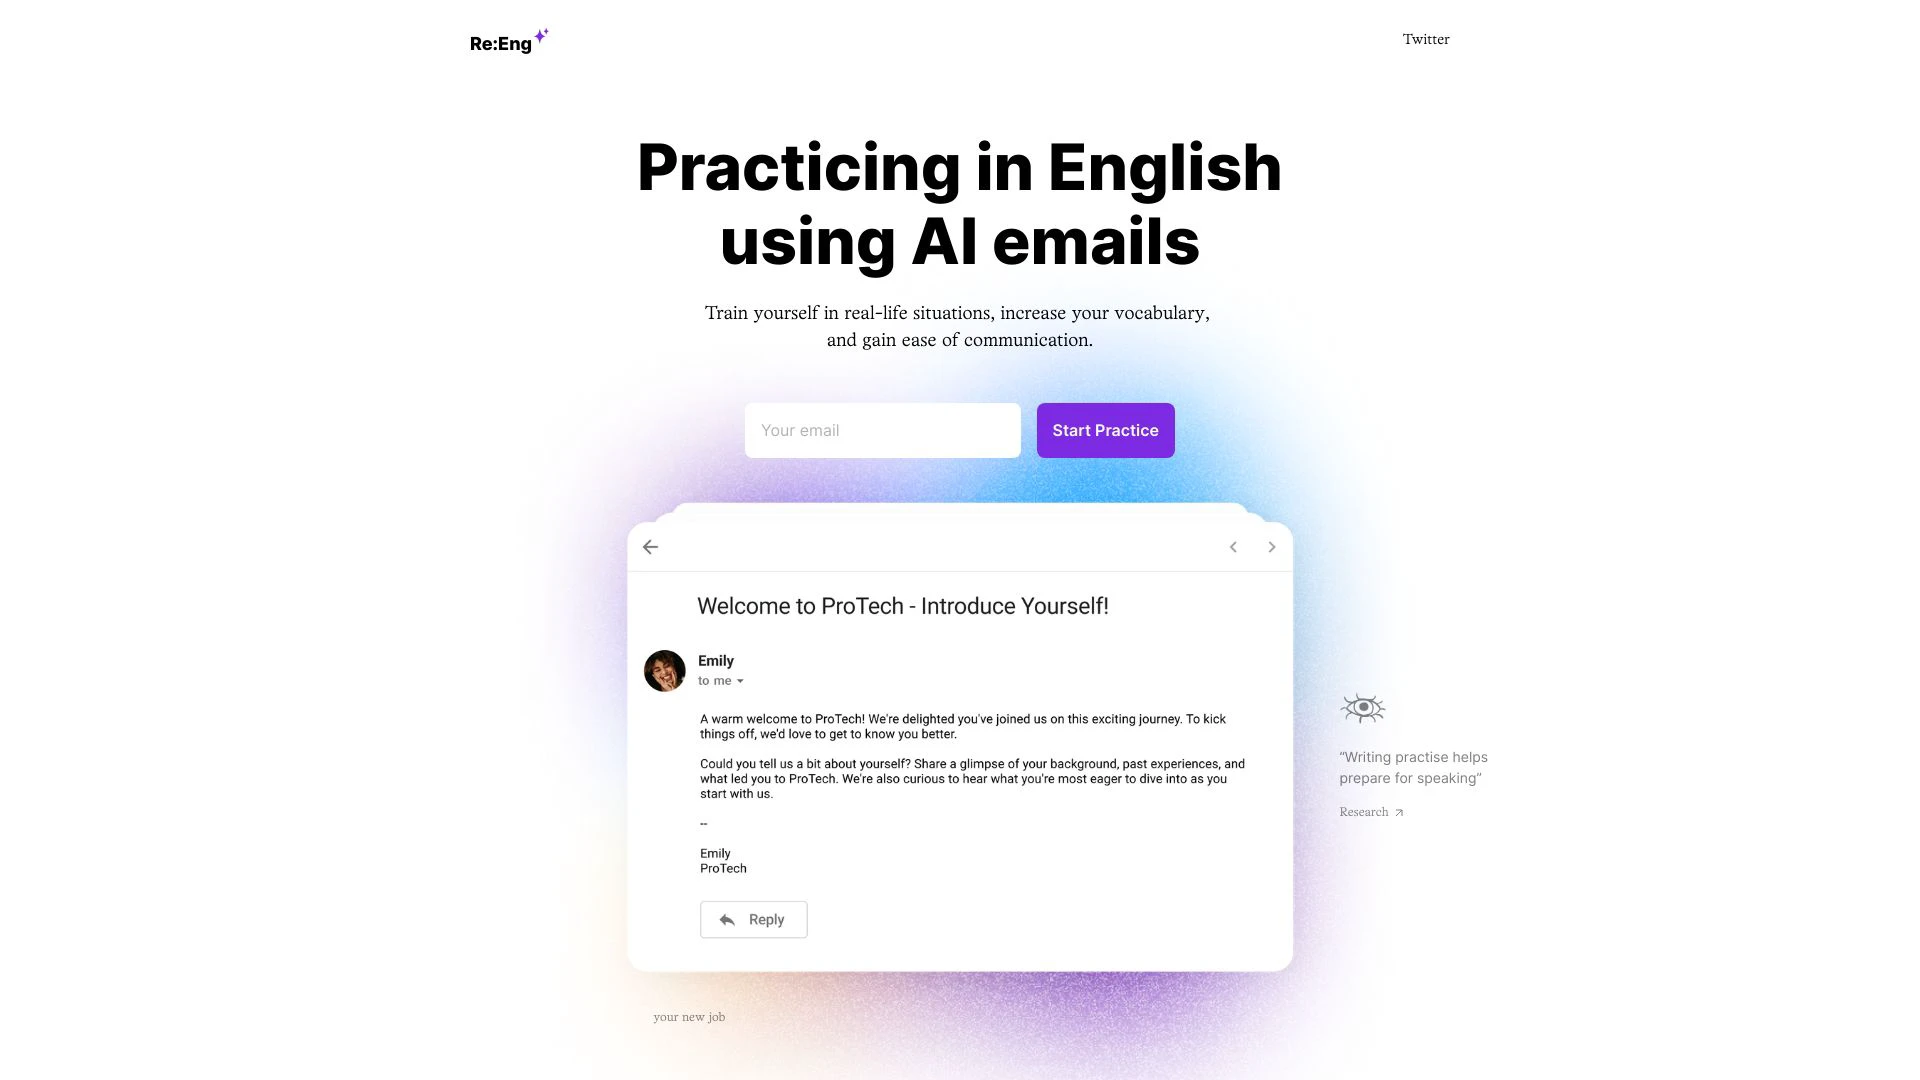 Re:Eng
Twitter
Practicing in English
using AI emails
Train yourself in real-life situations, increase your vocabulary,
and gain ease of communication.
Your email
Start Practice
Welcome to ProTech - Introduce Yourself!
Emily
to me
A warm welcome to ProTech! We're delighted you've joined us on this exciting journey. To kick
things off, we'd love to get to know you better.
Could you tell us a bit about yourself? Share a glimpse of your background, past experiences, and
what led you to ProTech. We're also curious to hear what you're most eager to dive into as you
start with us.
--
Emily
ProTech
Reply
“Writing practise helps
prepare for speaking”
Research
your new job